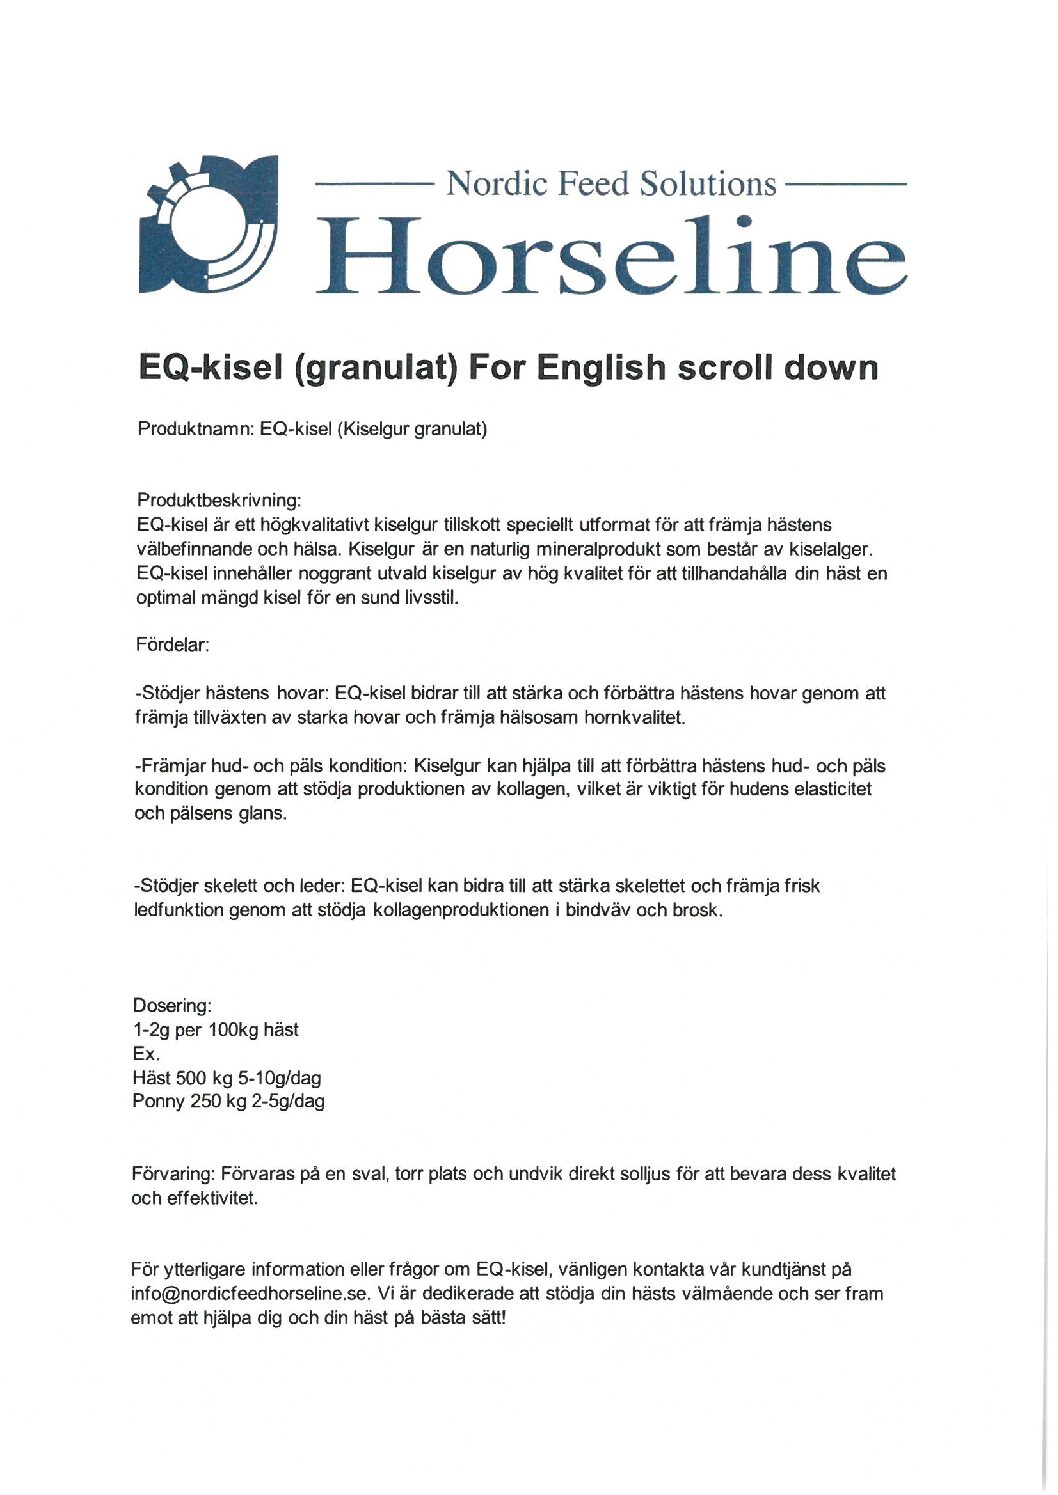 Nordic Feed Solutions
Horseline
EQ-kisel (granulat) For English scroll down
Produktnamn: EQ-kisel (Kiselgur granulat)
Produktbeskrivning:
EQ-kisel är ett högkvalitativt kiselgur tillskott speciellt utformat för att främja hästens
välbefinnande och hälsa. Kiselgur är en naturlig mineralprodukt som består av kiselalger.
EQ-kisel innehåller noggrant utvald kiselgur av hög kvalitet för att tillhandahålla din häst en
optimal mängd kisel för en sund livsstil.
Fördelar:
-Stödjer hästens hovar: EQ-kisel bidrar till att stärka och förbättra hästens hovar genom att
främja tillväxten av starka hovar och främja hälsosam hornkvalitet.
-Främjar hud- och päls kondition: Kiselgur kan hjälpa till att förbättra hästens hud- och päls
kondition genom att stödja produktionen av kollagen, vilket är viktigt för hudens elasticitet
och pälsens glans.
-Stödjer skelett och leder: EQ-kisel kan bidra till att stärka skelettet och främja frisk
ledfunktion genom att stödja kollagenproduktionen i bindväv och brosk.
Dosering:
1-2g per 100kg häst
Ex.
Häst 500 kg 5-10g/dag
Ponny 250 kg 2-5g/dag
Förvaring: Förvaras på en sval, torr plats och undvik direkt solljus för att bevara dess kvalitet
och effektivitet.
För ytterligare information eller frågor om EQ-kisel, vänligen kontakta vår kundtjänst på
info@nordicfeedhorseline.se. Vi är dedikerade att stödja din hästs välmående och ser fram
emot att hjälpa dig och din häst på bästa sätt!